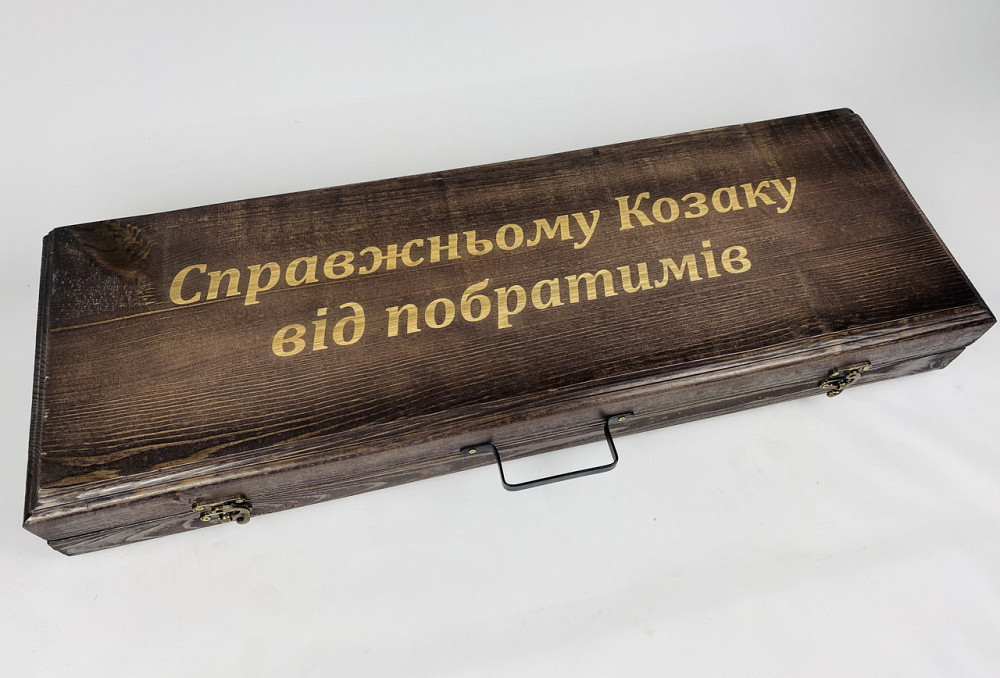 Справжньому Козаку
від побратимів